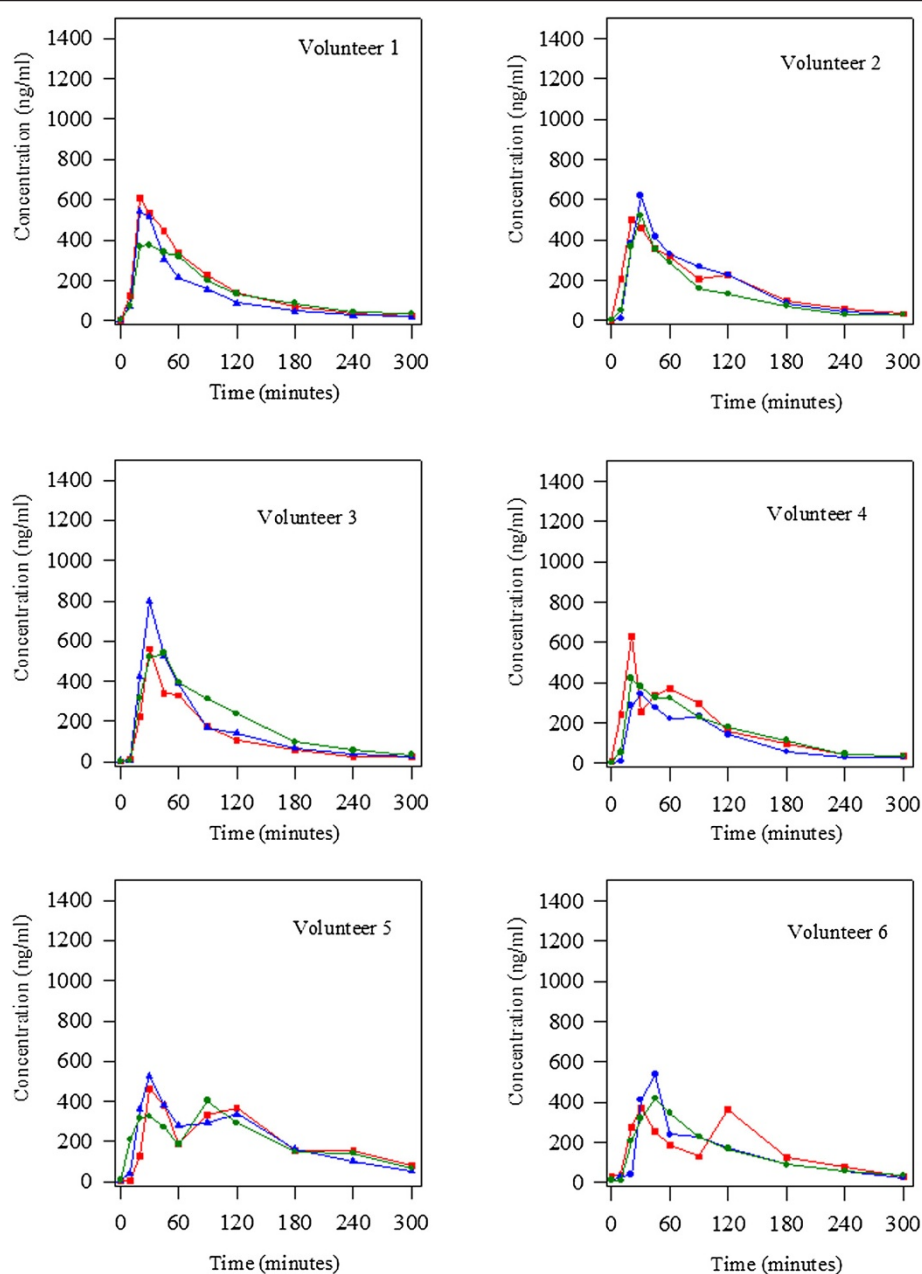 Volunteer 1
Concentration (ng/ml)
1400
1200
1000
800
600
400
200
0
0 60 120 180 240 300
Time (minutes)
Volunteer 2
Concentration (ng/ml)
1400
1200
1000
800
600
400
200
0
0 60 120 180 240 300
Time (minutes)
Volunteer 3
Concentration (ng/ml)
1400
1200
1000
800
600
400
200
0
0 60 120 180 240 300
Time (minutes)
Volunteer 4
Concentration (ng/ml)
1400
1200
1000
800
600
400
200
0
0 60 120 180 240 300
Time (minutes)
Volunteer 5
Concentration (ng/ml)
1400
1200
1000
800
600
400
200
0
0 60 120 180 240 300
Time (minutes)
Volunteer 6
Concentration (ng/ml)
1400
1200
1000
800
600
400
200
0
0 60 120 180 240 300
Time (minutes)